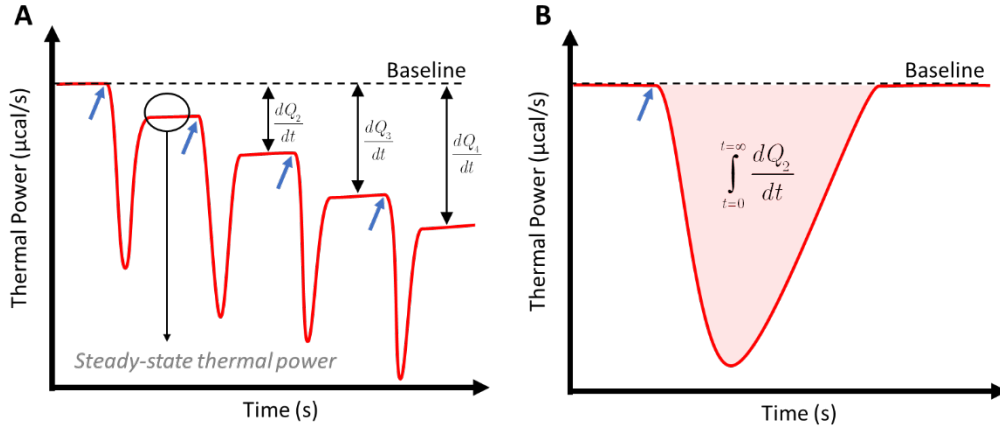 A
Thermal Power (μcal/s)
Baseline
dQ₂
dt
dQ₃
dt
dQ₄
dt
Steady-state thermal power
Time (s)
B
Thermal Power (μcal/s)
Baseline
t=∞
∫ dQ₂
dt
t=0
Time (s)